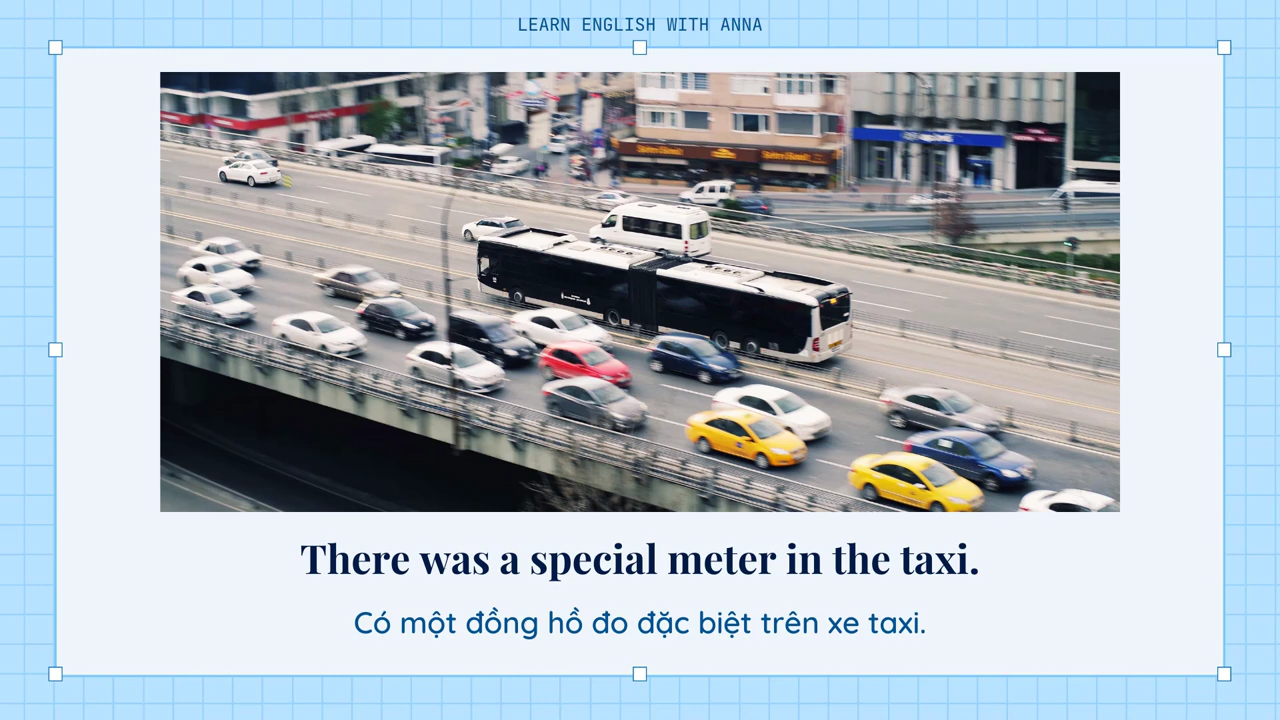 LEARN ENGLISH WITH ANNA
There was a special meter in the taxi.
Có một đồng hồ đo đặc biệt trên xe taxi.